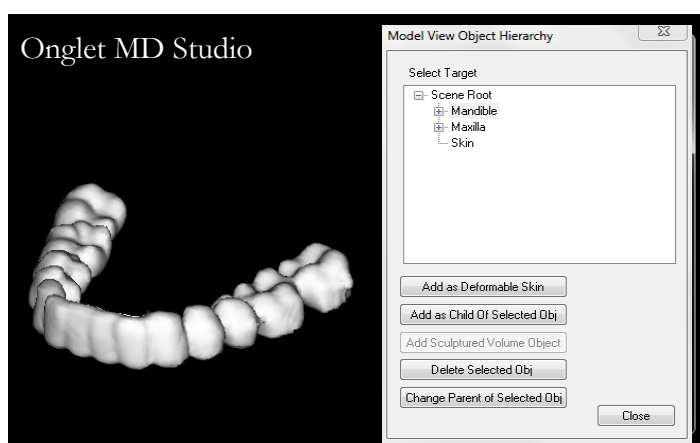 Onglet MD Studio
Model View Object Hierarchy
Select Target
Scene Root
Mandible
Maxilla
Skin
Add as Deformable Skin
Add as Child Of Selected Obj
Add Sculptured Volume Object
Delete Selected Obj
Change Parent of Selected Obj
Close